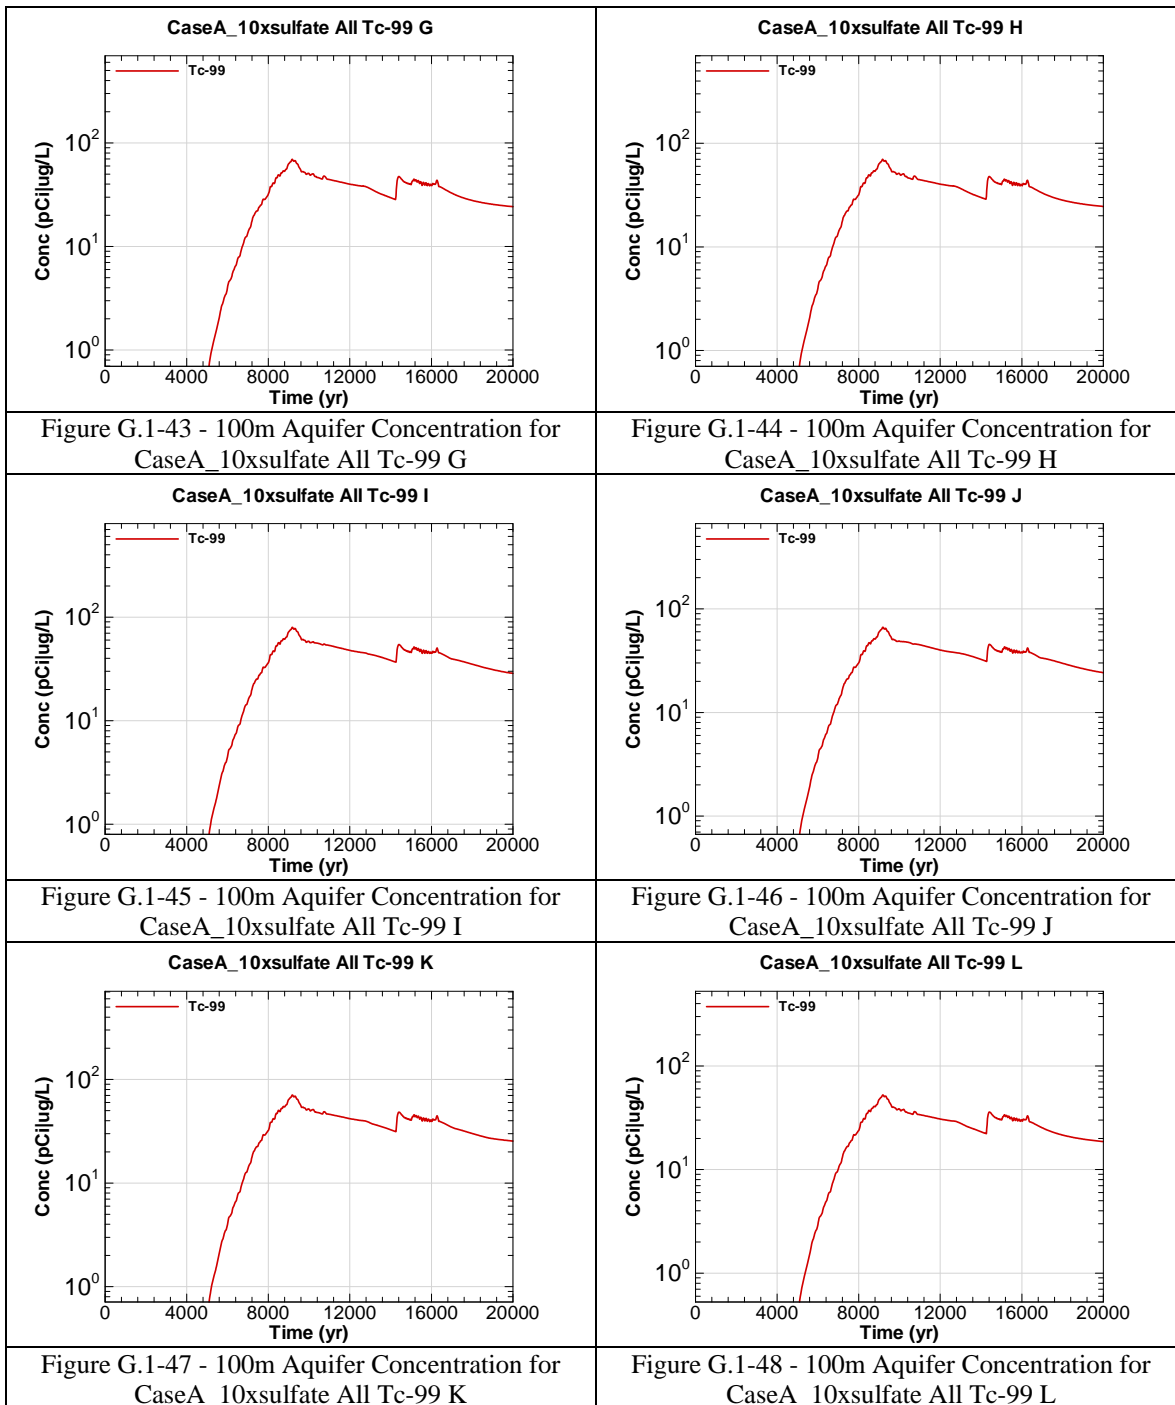 CaseA_10xsulfate All Tc-99 G
Tc-99
10²
10¹
10⁰
Conc (pCi|ug/L)
0 4000 8000 12000 16000 20000
Time (yr)
Figure G.1-43 - 100m Aquifer Concentration for
CaseA_10xsulfate All Tc-99 G
CaseA_10xsulfate All Tc-99 H
Tc-99
10²
10¹
10⁰
Conc (pCi|ug/L)
0 4000 8000 12000 16000 20000
Time (yr)
Figure G.1-44 - 100m Aquifer Concentration for
CaseA_10xsulfate All Tc-99 H
CaseA_10xsulfate All Tc-99 I
Tc-99
10²
10¹
10⁰
Conc (pCi|ug/L)
0 4000 8000 12000 16000 20000
Time (yr)
Figure G.1-45 - 100m Aquifer Concentration for
CaseA_10xsulfate All Tc-99 I
CaseA_10xsulfate All Tc-99 J
Tc-99
10²
10¹
10⁰
Conc (pCi|ug/L)
0 4000 8000 12000 16000 20000
Time (yr)
Figure G.1-46 - 100m Aquifer Concentration for
CaseA_10xsulfate All Tc-99 J
CaseA_10xsulfate All Tc-99 K
Tc-99
10²
10¹
10⁰
Conc (pCi|ug/L)
0 4000 8000 12000 16000 20000
Time (yr)
Figure G.1-47 - 100m Aquifer Concentration for
CaseA_10xsulfate All Tc-99 K
CaseA_10xsulfate All Tc-99 L
Tc-99
10²
10¹
10⁰
Conc (pCi|ug/L)
0 4000 8000 12000 16000 20000
Time (yr)
Figure G.1-48 - 100m Aquifer Concentration for
CaseA_10xsulfate All Tc-99 L